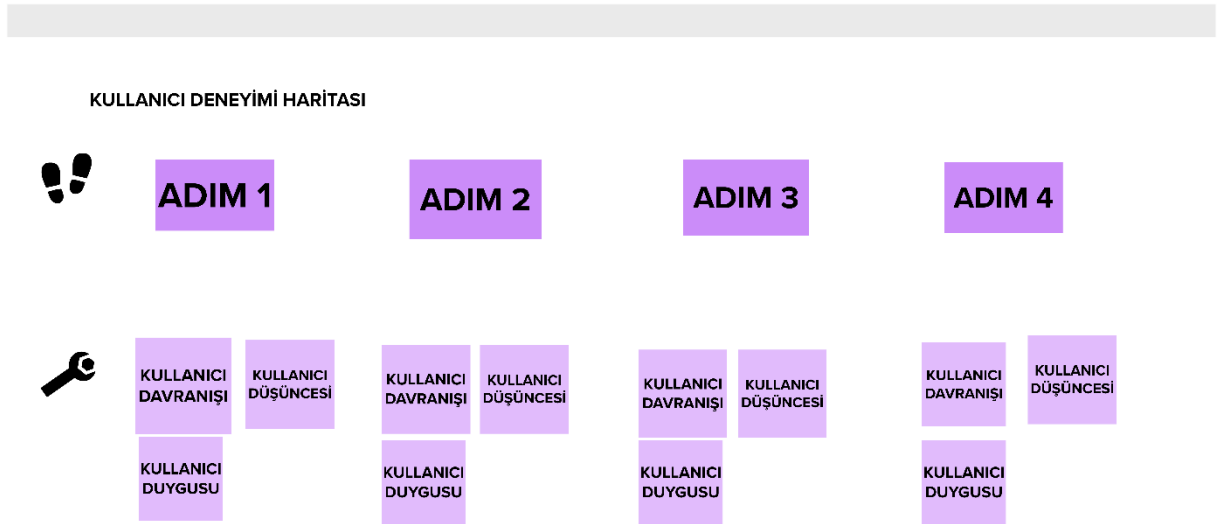 KULLANICI DENEYİMİ HARİTASI
ADIM 1
ADIM 2
ADIM 3
ADIM 4
KULLANICI
DAVRANIŞI
KULLANICI
DÜŞÜNCESİ
KULLANICI
DUYGUSU
KULLANICI
DAVRANIŞI
KULLANICI
DÜŞÜNCESİ
KULLANICI
DUYGUSU
KULLANICI
DAVRANIŞI
KULLANICI
DÜŞÜNCESİ
KULLANICI
DUYGUSU
KULLANICI
DAVRANIŞI
KULLANICI
DÜŞÜNCESİ
KULLANICI
DUYGUSU